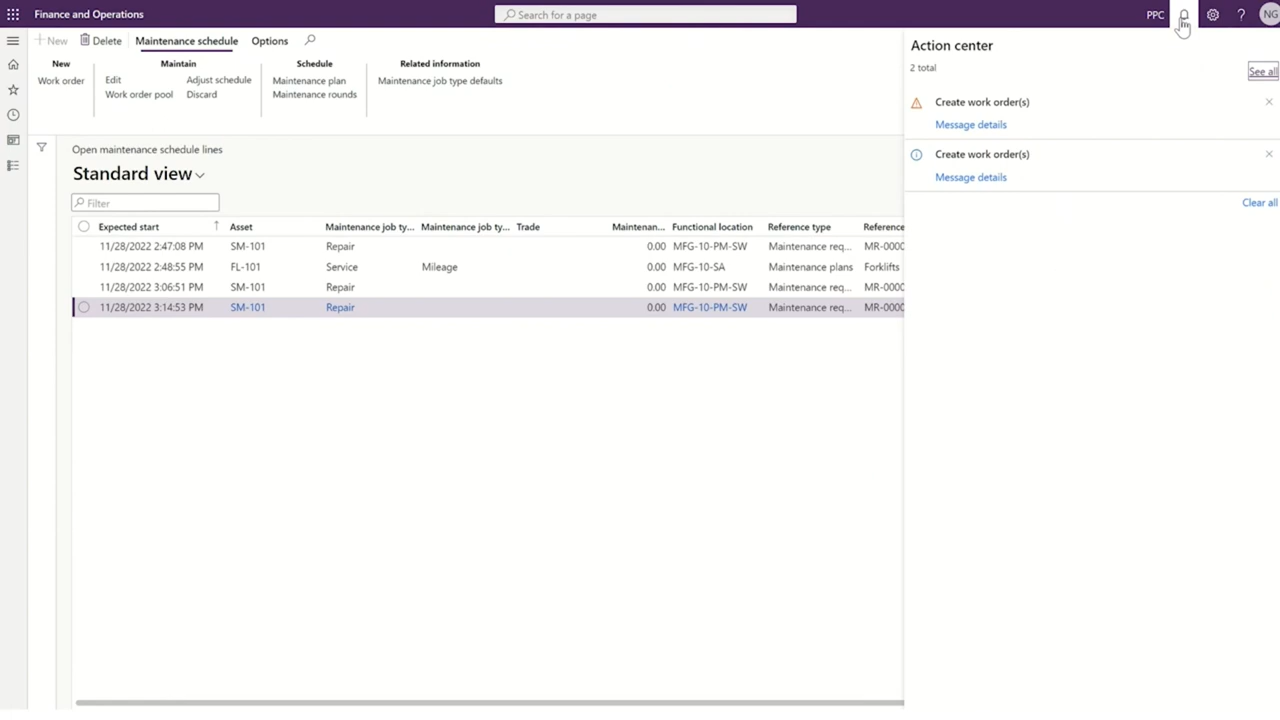 Finance and Operations
Search for a page
PPC
NG
New
Delete
Maintenance schedule
Options
New
Work order
Maintain
Edit
Adjust schedule
Work order pool
Discard
Schedule
Maintenance plan
Maintenance rounds
Related information
Maintenance job type defaults
Action center
2 total
See all
Create work order(s)
Message details
Create work order(s)
Message details
Clear all
Open maintenance schedule lines
Standard view
Filter
Expected start Asset Maintenance job ty... Maintenance job ty... Trade Maintenan... Functional location Reference type Reference
11/28/2022 2:47:08 PM SM-101 Repair 0.00 MFG-10-PM-SW Maintenance req... MR-0000
11/28/2022 2:48:55 PM FL-101 Service Mileage 0.00 MFG-10-SA Maintenance plans Forklifts
11/28/2022 3:06:51 PM SM-101 Repair 0.00 MFG-10-PM-SW Maintenance req... MR-0000
11/28/2022 3:14:53 PM SM-101 Repair 0.00 MFG-10-PM-SW Maintenance req... MR-0000